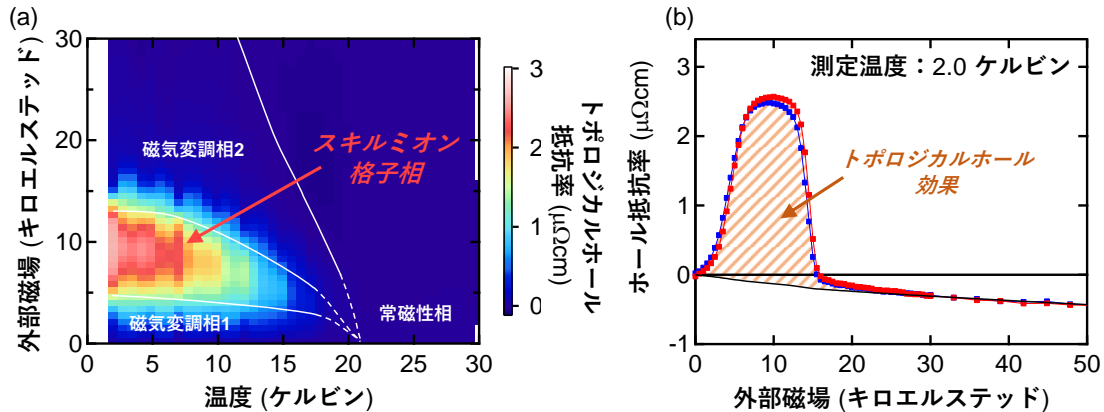 (a)
30
20
10
0
外部磁場 (キロエルステッド)
0
5
10
15
20
25
30
温度 (ケルビン)
磁気変調相2
スキルミオン
格子相
磁気変調相1
常磁性相
3
2
1
0
トポロジカルホール
抵抗率 (μΩcm)
(b)
測定温度：2.0 ケルビン
3
2
1
0
-1
ホール抵抗率 (μΩcm)
トポロジカルホール
効果
0
10
20
30
40
50
外部磁場 (キロエルステッド)